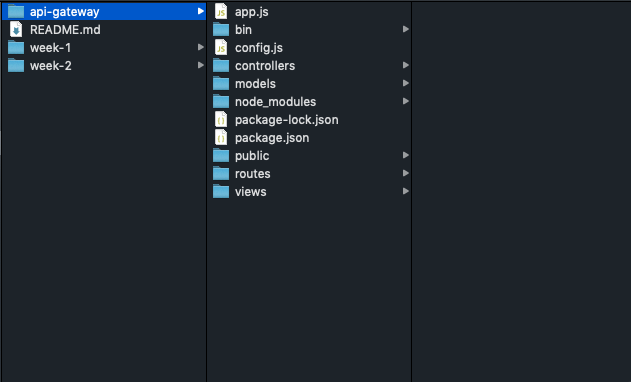 api-gateway
README.md
week-1
week-2
app.js
bin
config.js
controllers
models
node_modules
package-lock.json
package.json
public
routes
views